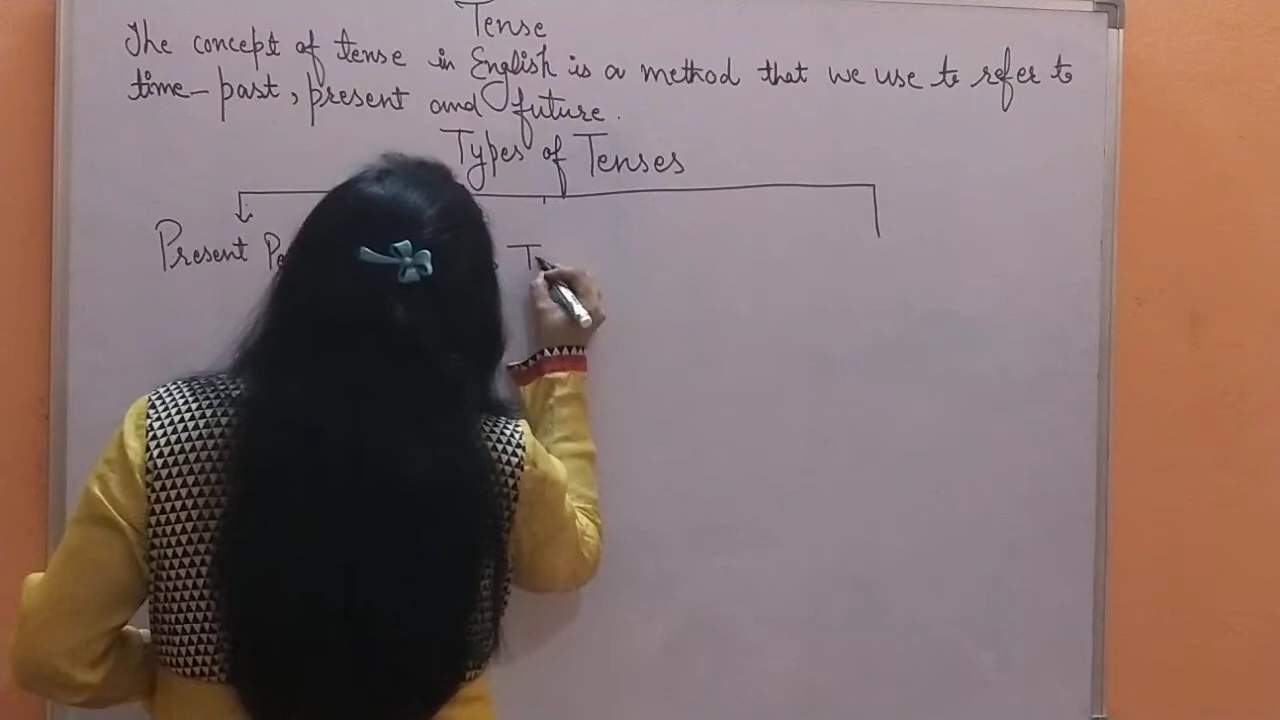 Tense
The concept of tense in English is a method that we use to refer to
time - past, present and future.
Types of Tenses
Present